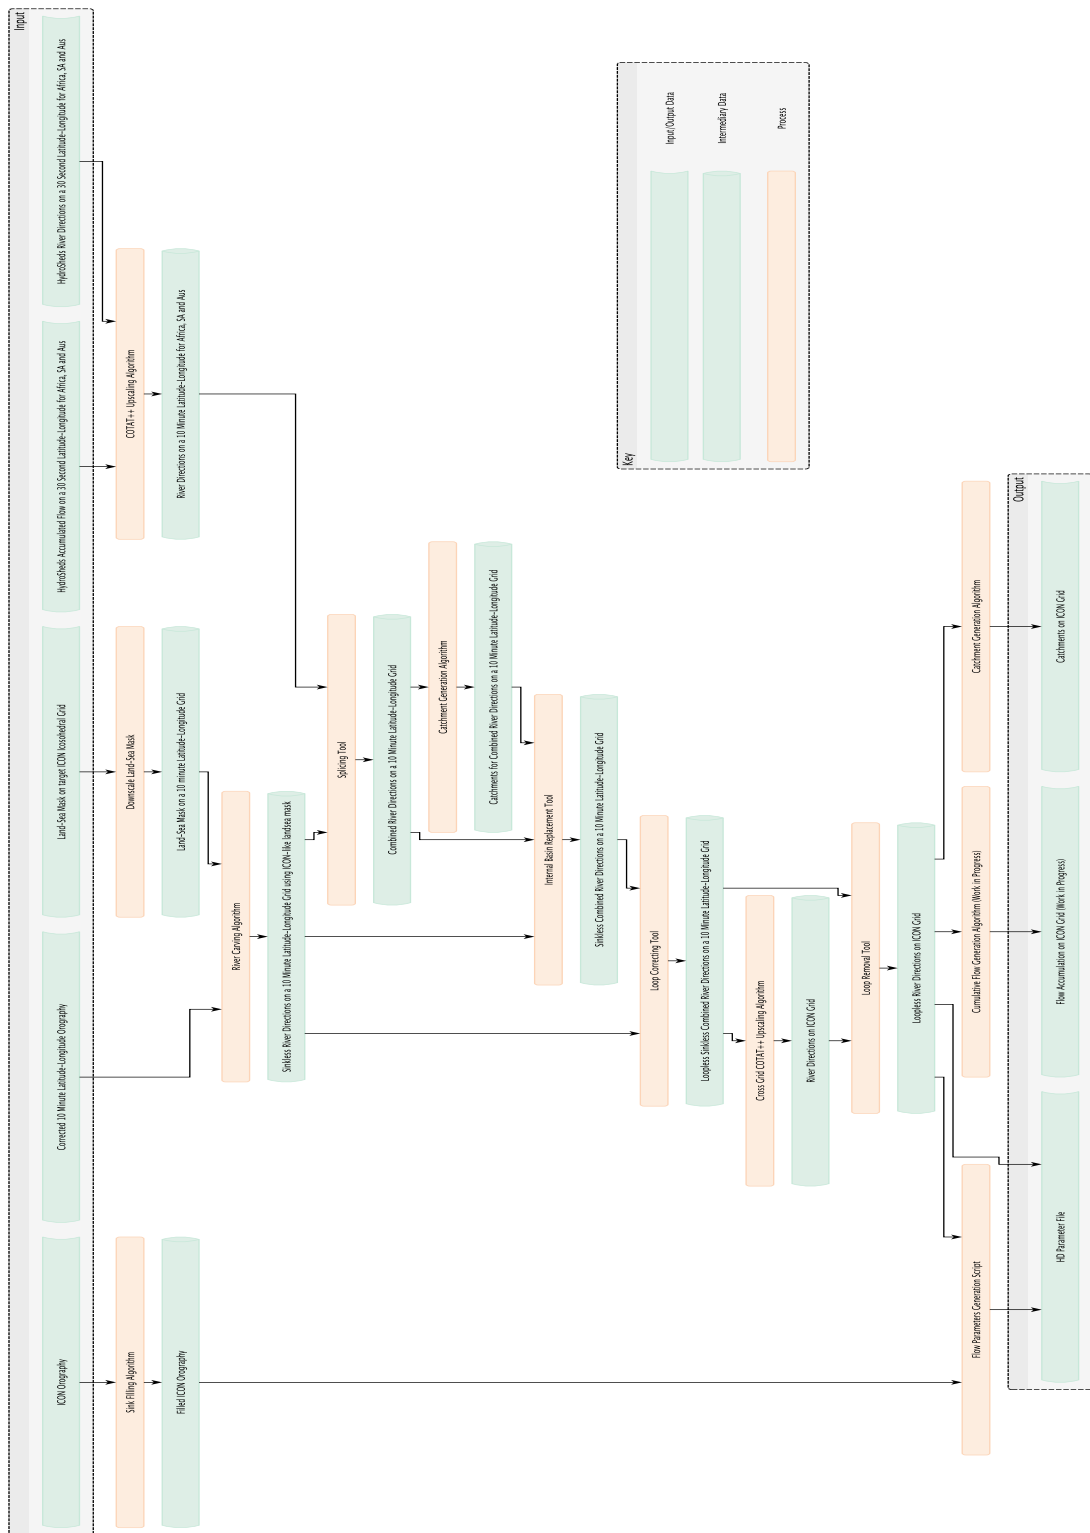 Input
HydroSheds River Directions on a 30 Second Latitude-Longitude for Africa, SA and Aus
HydroSheds Accumulated Flow on a 30 Second Latitude-Longitude for Africa, SA and Aus
Land-Sea Mask on target ICON Icosohedral Grid
Corrected 10 Minute Latitude-Longitude Orography
ICON Orography
COTAT++ Upscaling Algorithm
Downscale Land-Sea Mask
Sink Filling Algorithm
River Directions on a 10 Minute Latitude-Longitude for Africa, SA and Aus
Land-Sea Mask on a 10 minute Latitude-Longitude Grid
Filled ICON Orography
River Carving Algorithm
Sinkless River Directions on a 10 Minute Latitude-Longitude Grid using ICON-like landsea mask
Splicing Tool
Combined River Directions on a 10 Minute Latitude-Longitude Grid
Catchment Generation Algorithm
Catchments for Combined River Directions on a 10 Minute Latitude-Longitude Grid
Internal Basin Replacement Tool
Sinkless Combined River Directions on a 10 Minute Latitude-Longitude Grid
Loop Correcting Tool
Loopless Sinkless Combined River Directions on a 10 Minute Latitude-Longitude Grid
Cross Grid COTAT++ Upscaling Algorithm
River Directions on ICON Grid
Loop Removal Tool
Loopless River Directions on ICON Grid
Catchment Generation Algorithm
Cumulative Flow Generation Algorithm (Work in Progress)
Flow Parameters Generation Script
Output
Catchments on ICON Grid
Flow Accumulation on ICON Grid (Work in Progress)
HD Parameter File
Key
Input/Output Data
Intermediary Data
Process